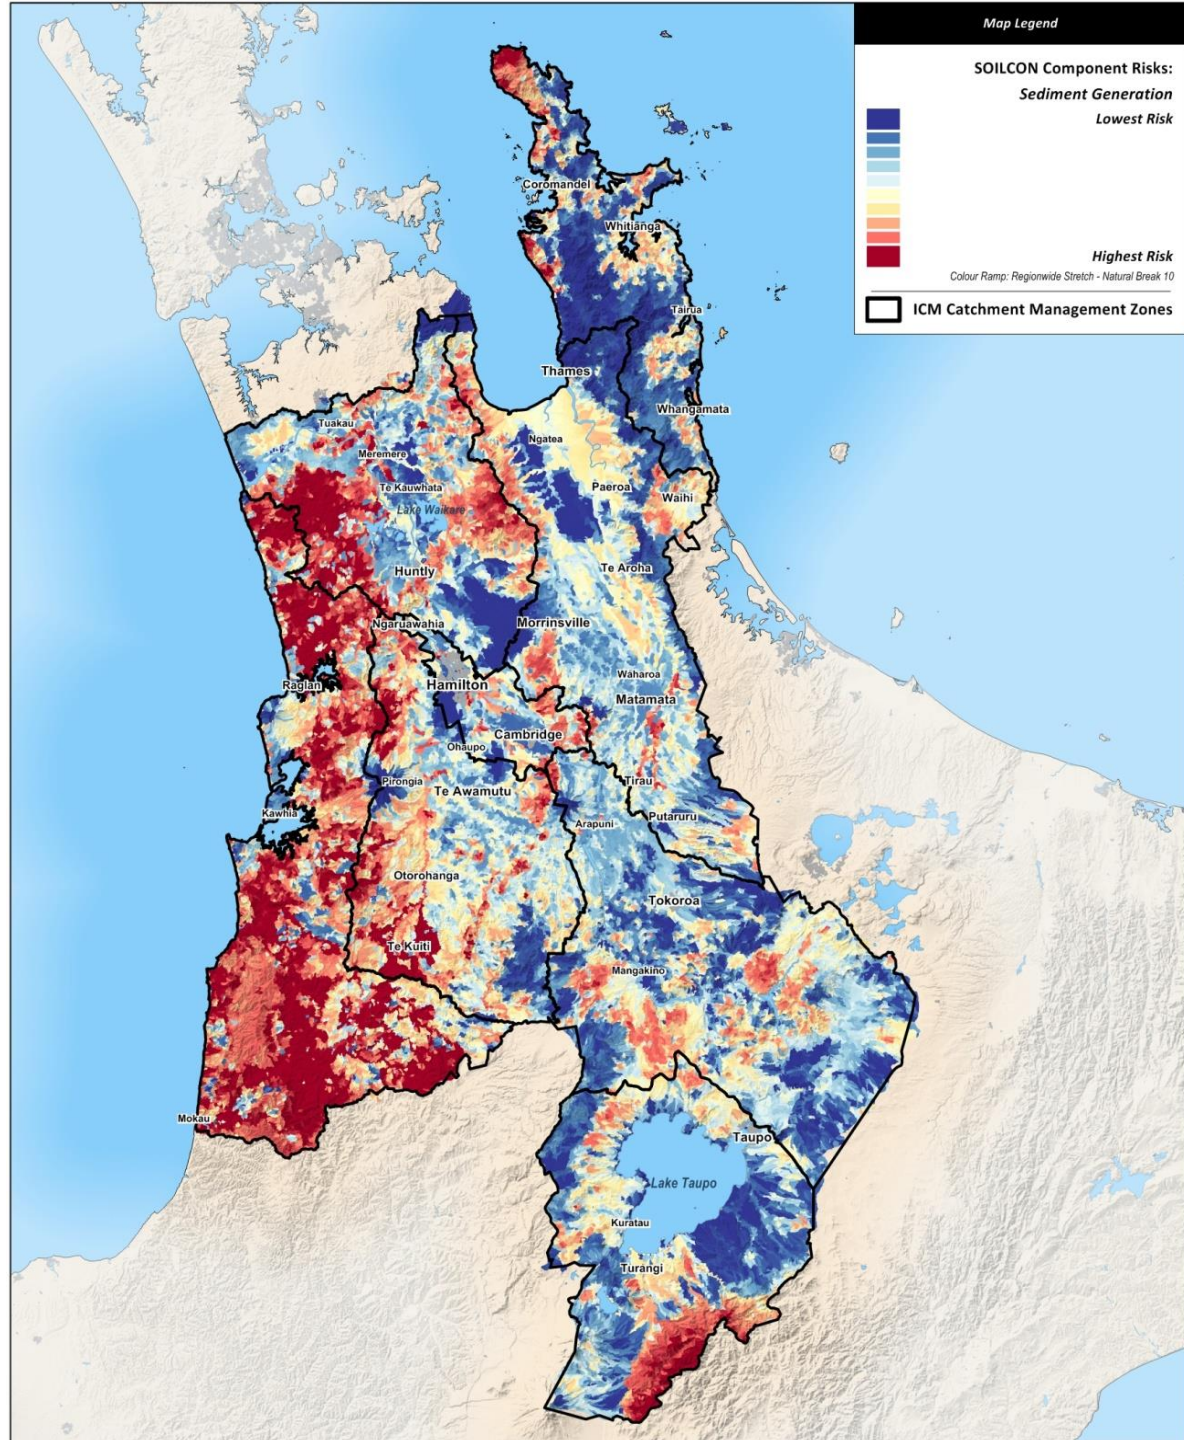 Map Legend
SOILCON Component Risks:
Sediment Generation
Lowest Risk
Highest Risk
Colour Ramp: Regionwide Stretch - Natural Break 10
ICM Catchment Management Zones
Coromandel
Whitianga
Tairua
Thames
Whangamata
Tuakau
Ngatea
Meremere
Te Kauwhata
Paeroa
Waihi
Lake Waikare
Huntly
Te Aroha
Ngaruawahia
Morrinsville
Waharoa
Raglan
Hamilton
Matamata
Cambridge
Ohaupo
Pirongia
Te Awamutu
Tirau
Kawhia
Arapuni
Putaruru
Otorohanga
Tokoroa
Te Kuiti
Mangakino
Mokau
Taupo
Lake Taupo
Kuratau
Turangi